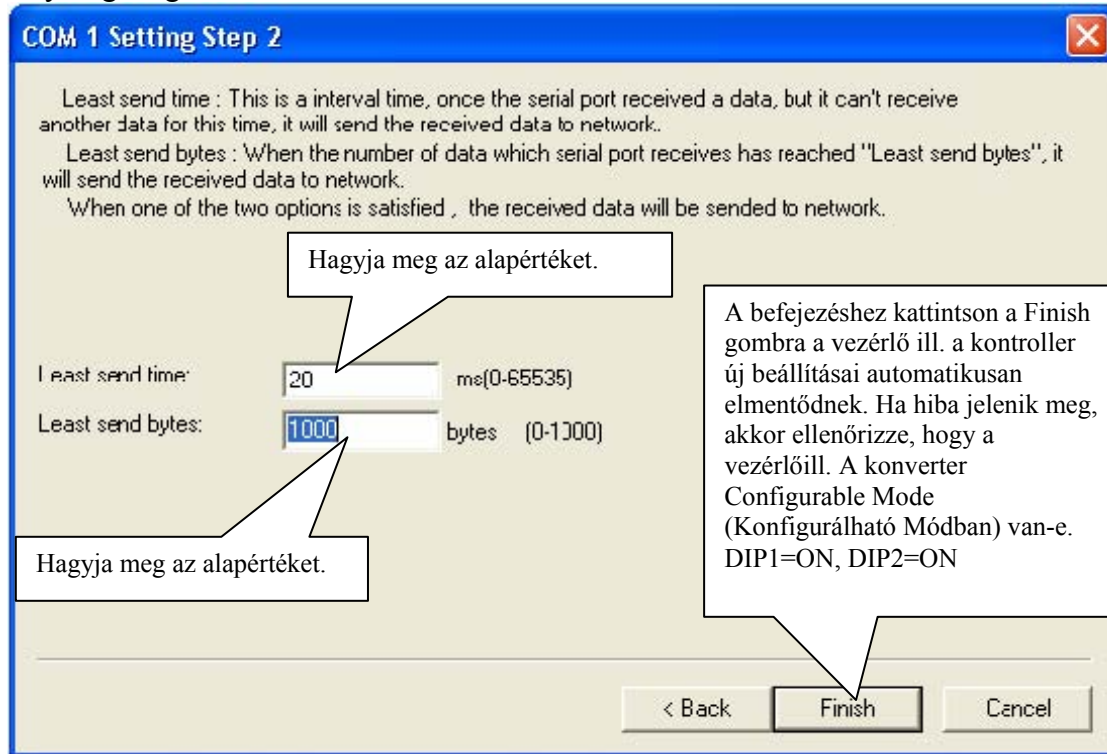 COM 1 Setting Step 2
Least send time : This is a interval time, once the serial port received a data, but it can't receive
another data for this time, it will send the received data to network.
Least send bytes : When the number of data which serial port receives has reached "Least send bytes", it
will send the received data to network.
When one of the two options is satisfied , the received data will be sended to network.
Hagyja meg az alapértéket.
A befejezéshez kattintson a Finish
gombra a vezérlő ill. a kontroller
új beállításai automatikusan
elmentődnek. Ha hiba jelenik meg,
akkor ellenőrizze, hogy a
vezérlőill. A konverter
Configurable Mode
(Konfigurálható Módban) van-e.
DIP1=ON, DIP2=ON
Least send time: 20 ms(0-65535)
Least send bytes: 1000 bytes (0-1000)
Hagyja meg az alapértéket.
< Back Finish Cancel